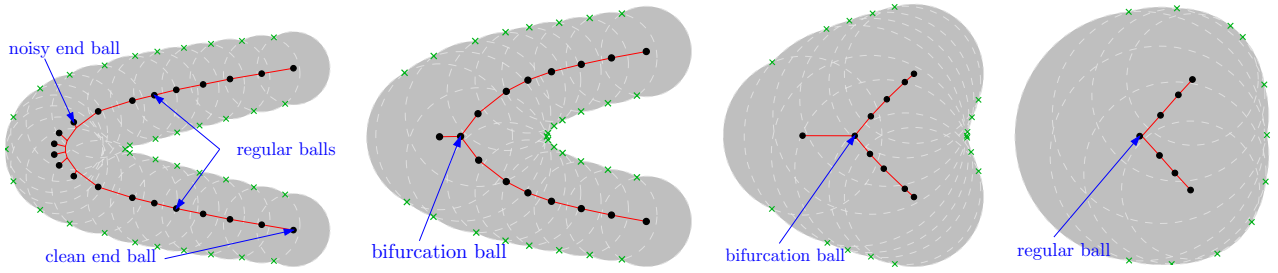 noisy end ball
regular balls
clean end ball
bifurcation ball
bifurcation ball
regular ball